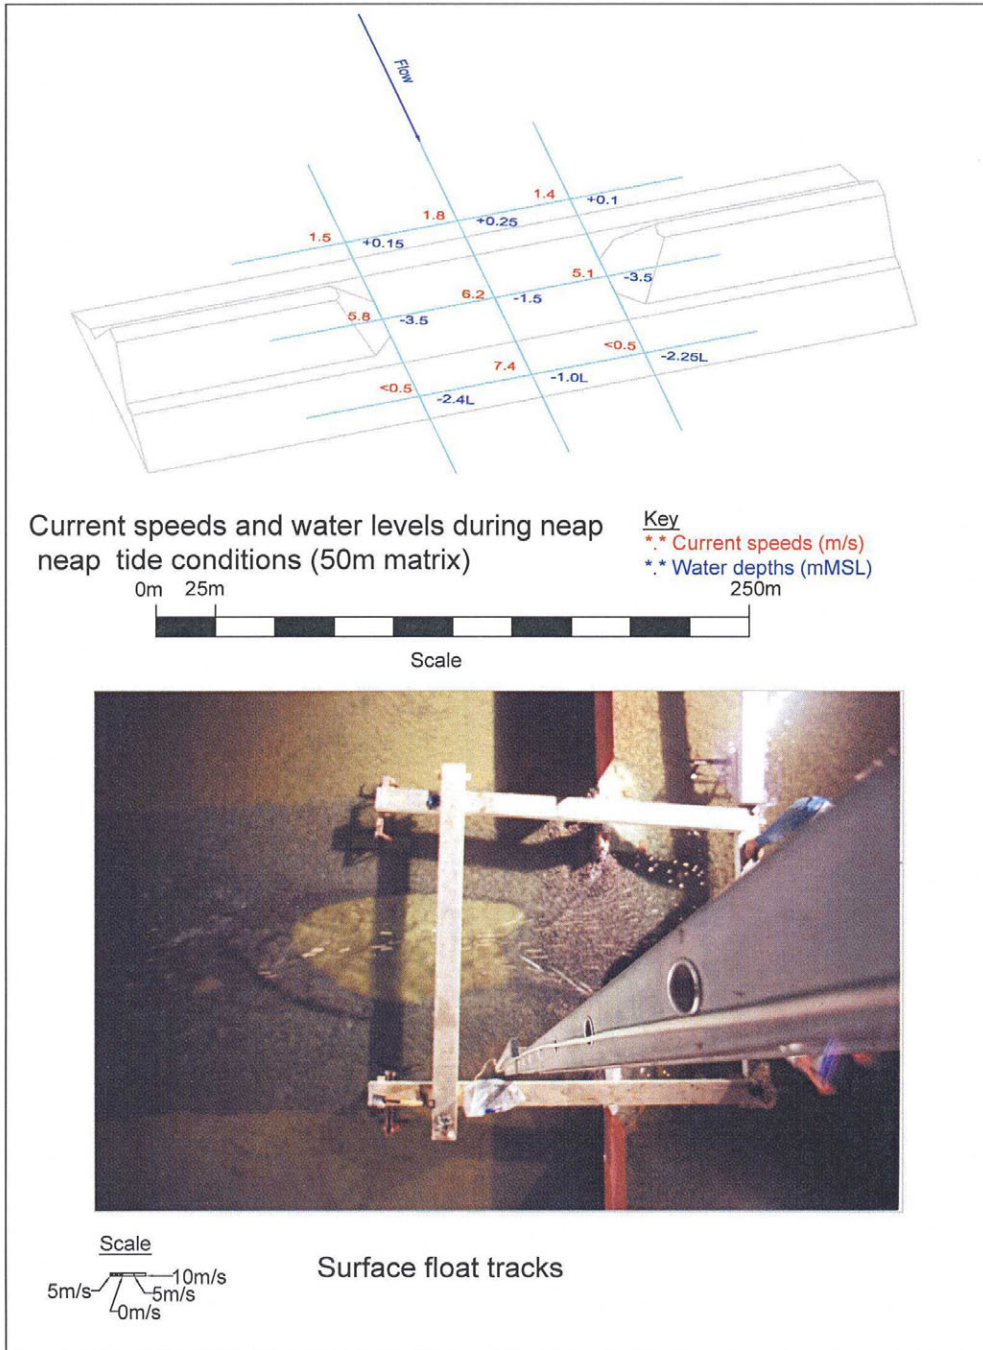 Flow
1.4
+0.1
1.8
+0.25
1.5
+0.15
5.1
-3.5
6.2
-1.5
5.8
-3.5
<0.5
-2.25L
7.4
-1.0L
<0.5
-2.4L
Current speeds and water levels during neap
neap tide conditions (50m matrix)
Key
*.* Current speeds (m/s)
*.* Water depths (mMSL)
0m 25m 250m
Scale
Scale
5m/s 10m/s
5m/s
0m/s
Surface float tracks